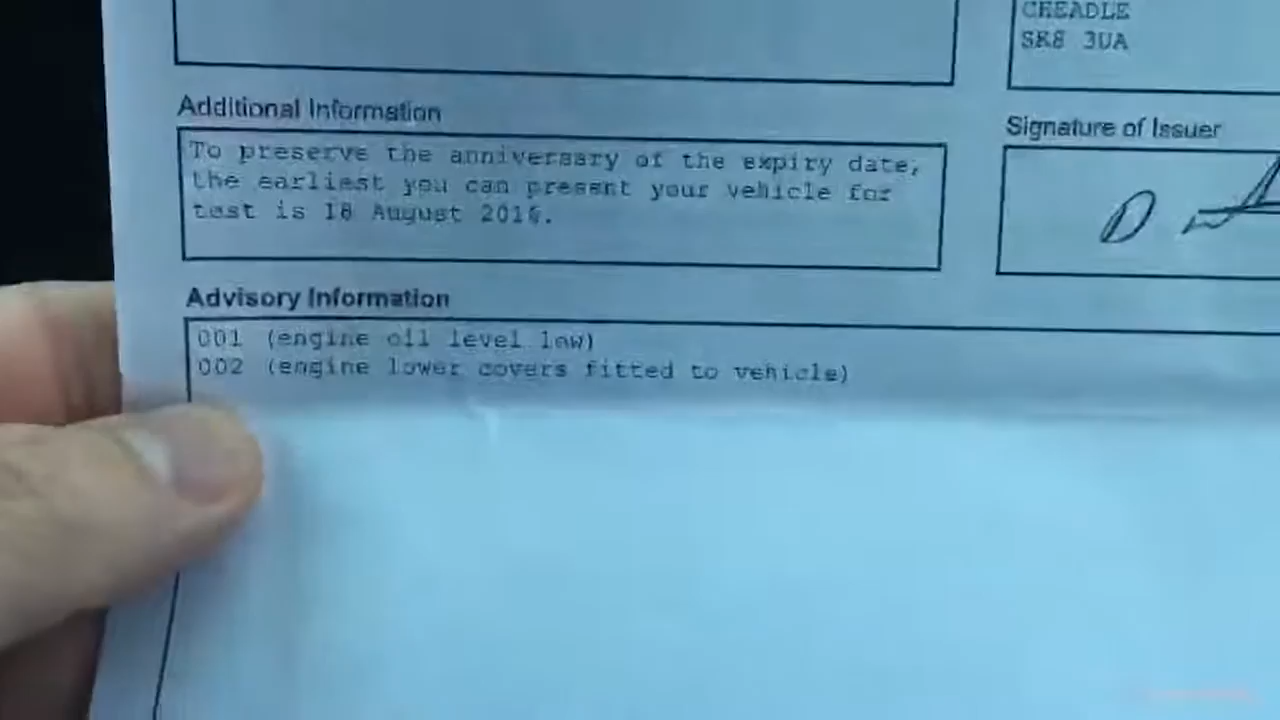 CHEADLE
SK8 3UA
Additional Information
Signature of Issuer
To preserve the anniversary of the expiry date,
the earliest you can present your vehicle for
test is 18 August 2016.
Advisory Information
001 (engine oil level low)
002 (engine lower covers fitted to vehicle)